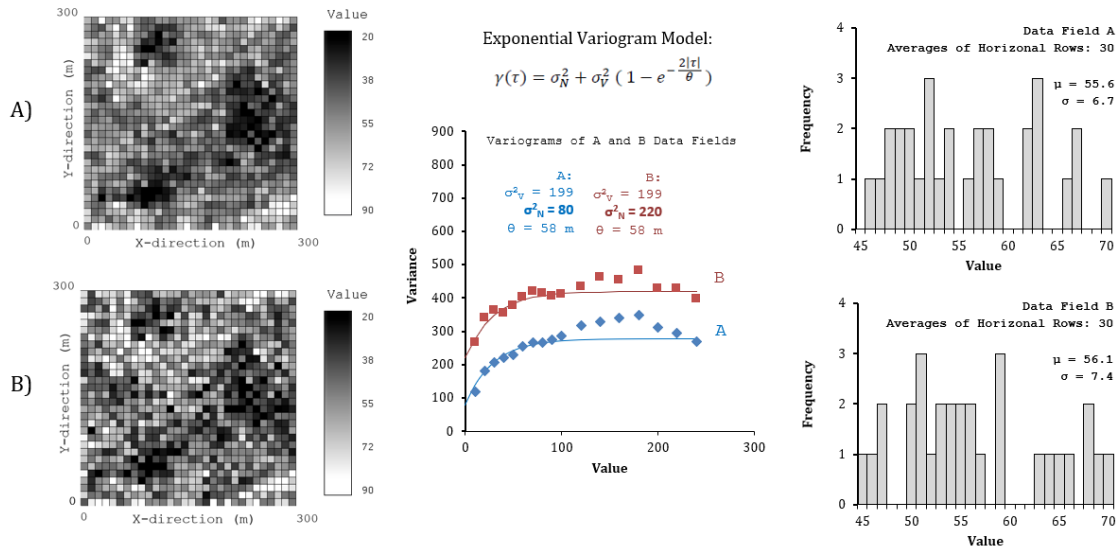 A)
300
Y-direction (m)
0
0
X-direction (m)
300
Value
20
38
55
72
90
B)
300
Y-direction (m)
0
0
X-direction (m)
300
Value
20
38
55
72
90
Exponential Variogram Model:
γ(τ) = σ²_N + σ²_V ( 1 − e^(−2|τ|/θ) )
Variograms of A and B Data Fields
A: B:
σ²v = 199 σ²v = 199
σ²N = 80 σ²N = 220
θ = 58 m θ = 58 m
Variance
900
800
700
600
500
400
300
200
100
0
B
A
0 100 200 300
Value
Data Field A
Averages of Horizonal Rows: 30
μ = 55.6
σ = 6.7
Frequency
4
3
2
1
0
45 50 55 60 65 70
Value
Data Field B
Averages of Horizonal Rows: 30
μ = 56.1
σ = 7.4
Frequency
4
3
2
1
0
45 50 55 60 65 70
Value